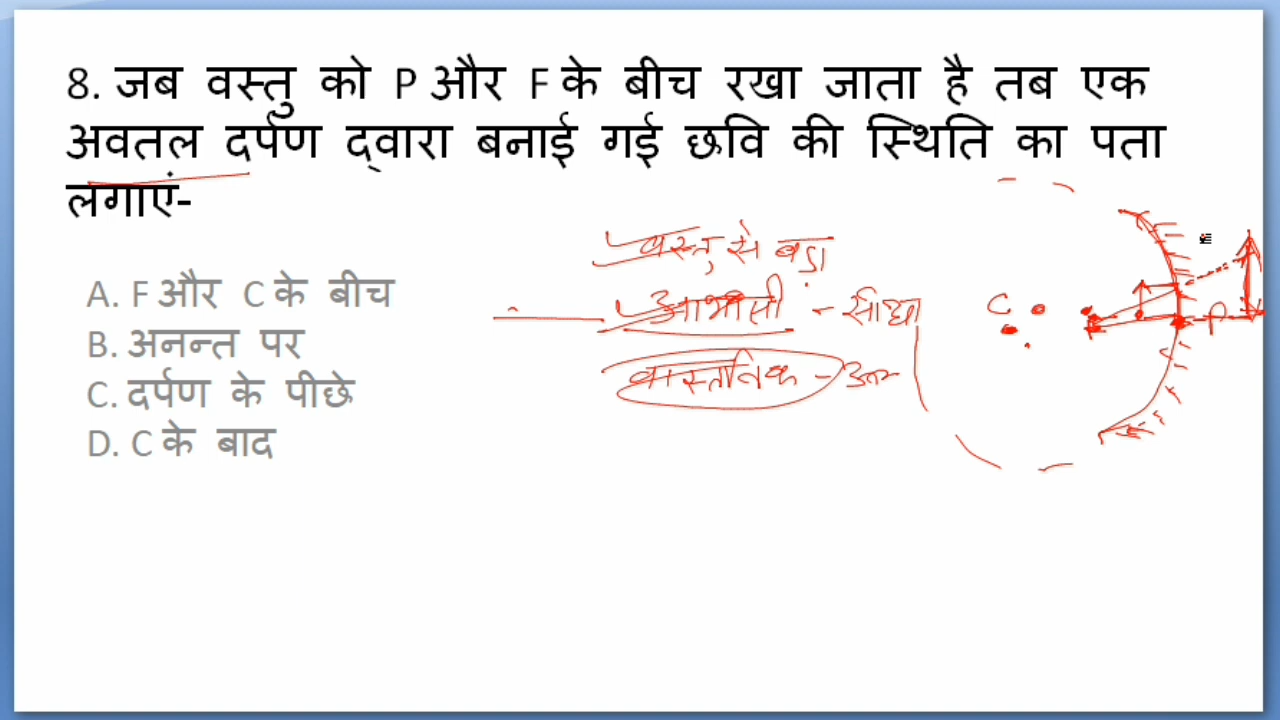 8. जब वस्तु को P और F के बीच रखा जाता है तब एक
अवतल दर्पण द्वारा बनाई गई छवि की स्थिति का पता
लगाएं-
A. F और C के बीच
B. अनन्त पर
C. दर्पण के पीछे
D. C के बाद
वस्तु से बड़ा
आभासी - सीधा
वास्तविक -
C
P